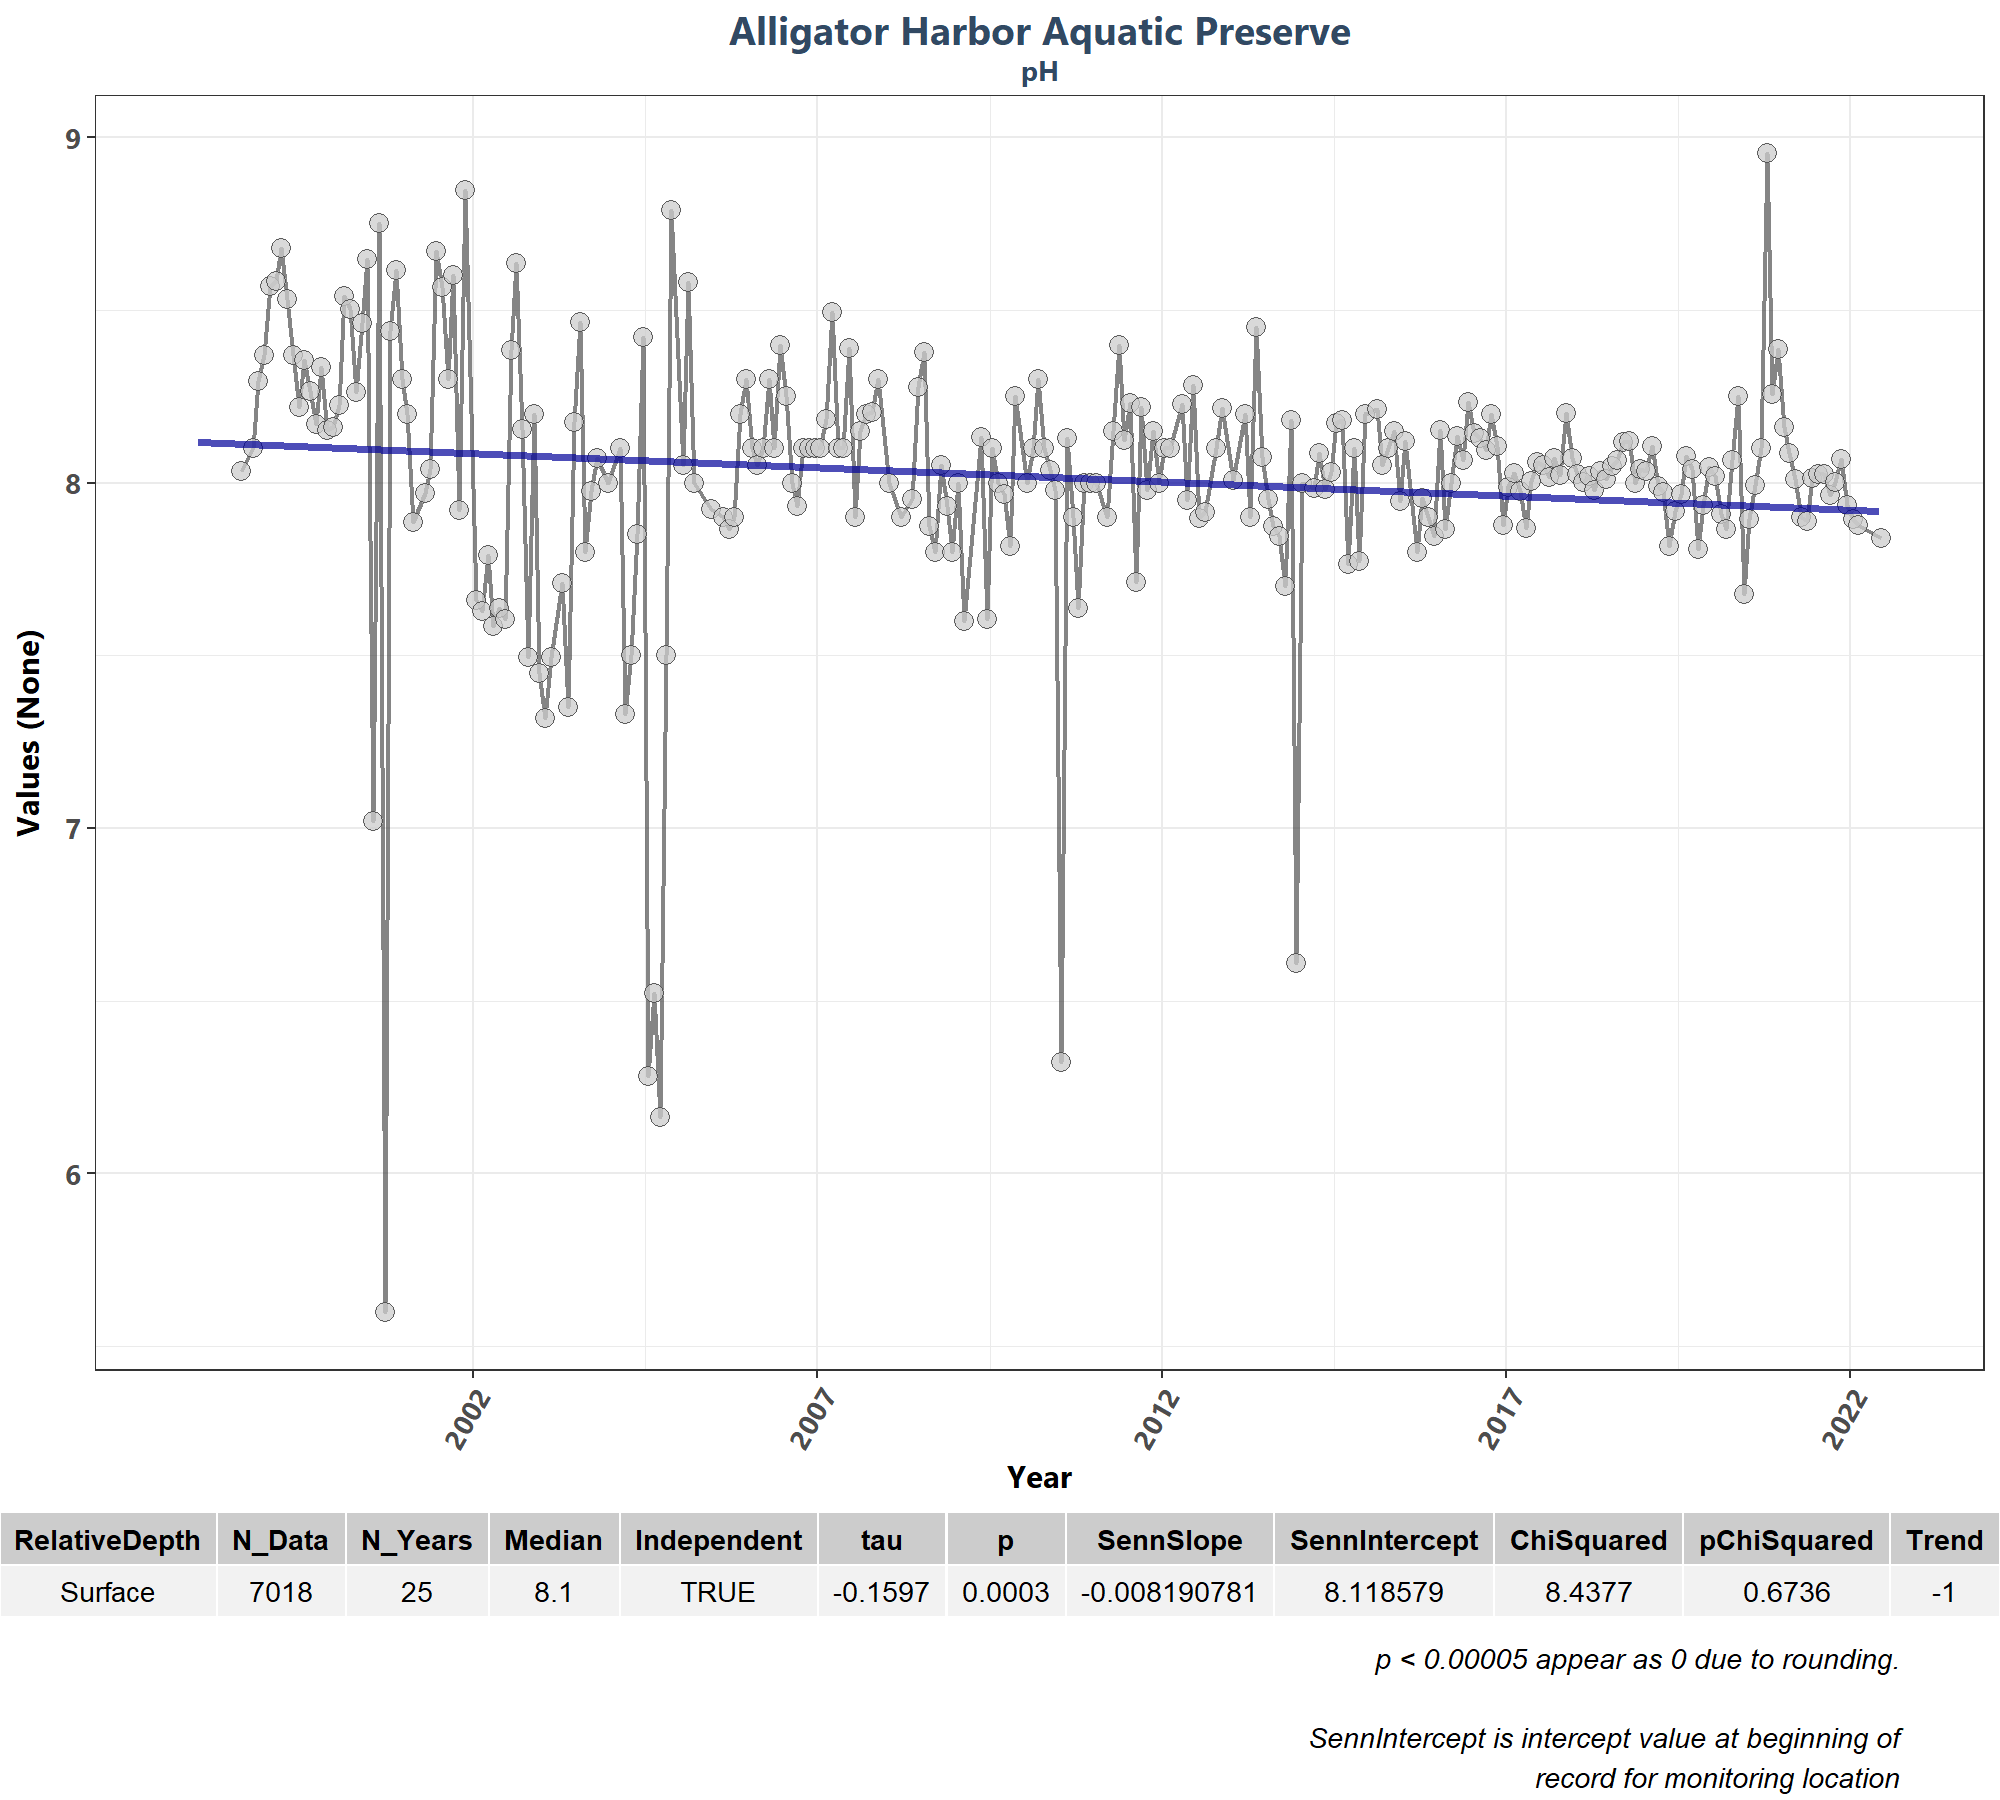 Alligator Harbor Aquatic Preserve
pH
9
8
7
6
Values (None)
2002 2007 2012 2017 2022
Year
RelativeDepth N_Data N_Years Median Independent tau p SennSlope SennIntercept ChiSquared pChiSquared Trend
Surface 7018 25 8.1 TRUE -0.1597 0.0003 -0.008190781 8.118579 8.4377 0.6736 -1
p < 0.00005 appear as 0 due to rounding.
SennIntercept is intercept value at beginning of
record for monitoring location